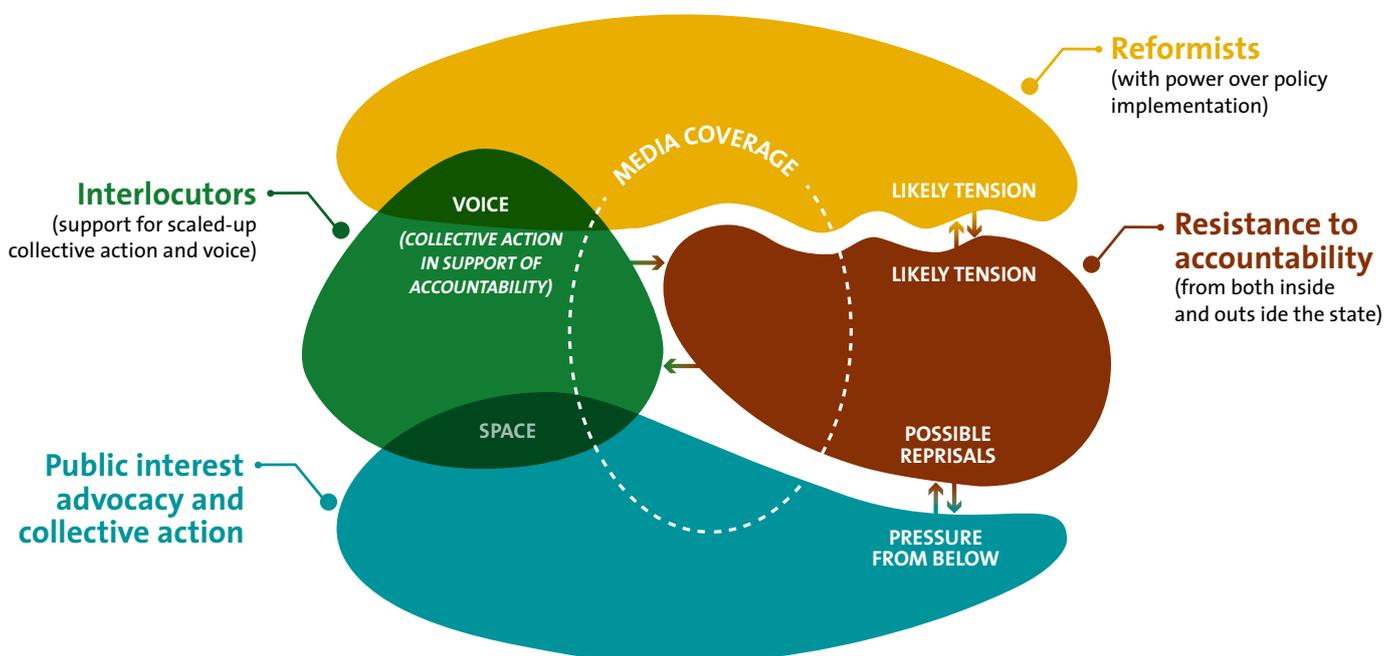 Reformists
(with power over policy
implementation)
MEDIA COVERAGE
LIKELY TENSION
Interlocutors
(support for scaled-up
collective action and voice)
VOICE
(COLLECTIVE ACTION
IN SUPPORT OF
ACCOUNTABILITY)
Resistance to
accountability
(from both inside
and outs ide the state)
LIKELY TENSION
SPACE
POSSIBLE
REPRISALS
Public interest
advocacy and
collective action
PRESSURE
FROM BELOW